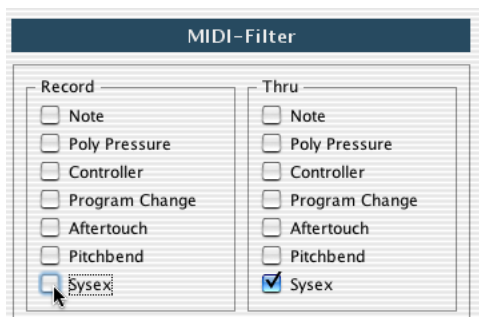 MIDI-Filter
Record
Note
Poly Pressure
Controller
Program Change
Aftertouch
Pitchbend
Sysex
Thru
Note
Poly Pressure
Controller
Program Change
Aftertouch
Pitchbend
Sysex